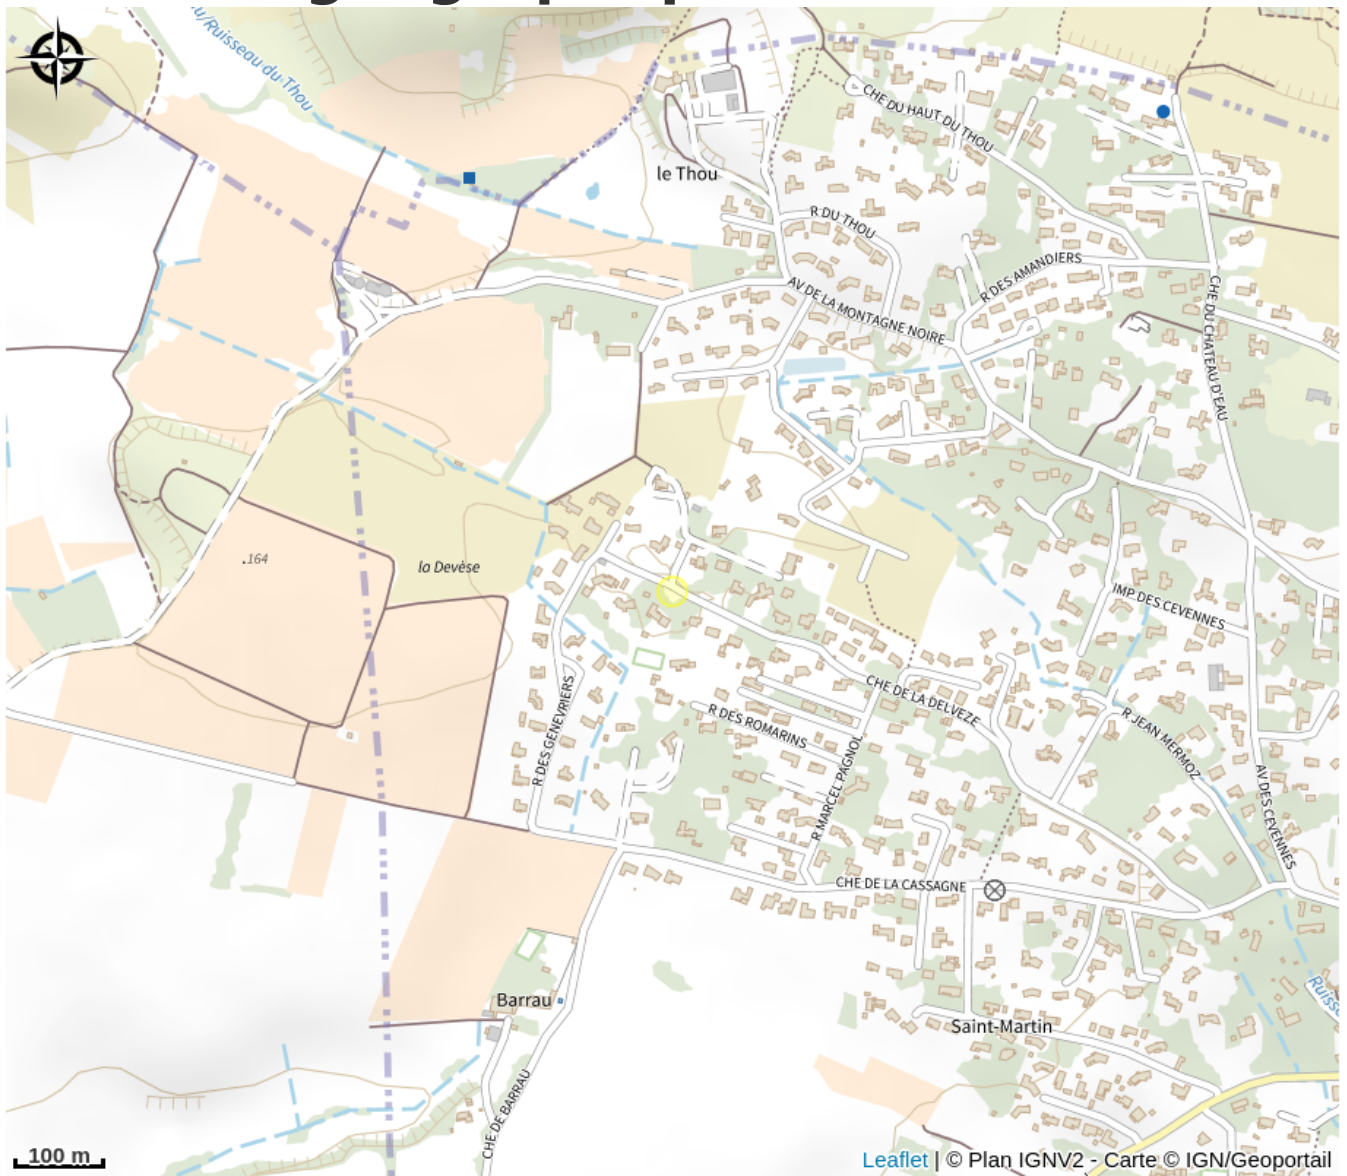 u/Ruisseau du Thou
CHE DU HAUT DU THOU
le Thou
R DU THOU
R DES AMANDIERS
AV DE LA MONTAGNE NOIRE
CHE DU CHATEAU D'EAU
.164
la Devèse
IMP DES CEVENNES
CHE DE LA DELVEZE
R DES GENEVRIERS
R DES ROMARINS
R JEAN MERMOZ
R MARCEL PAGNOL
AV DES CEVENNES
CHE DE LA CASSAGNE
Barrau
Saint-Martin
CHE DE BARRAU
100 m
Leaflet | © Plan IGNV2 - Carte © IGN/Geoportail